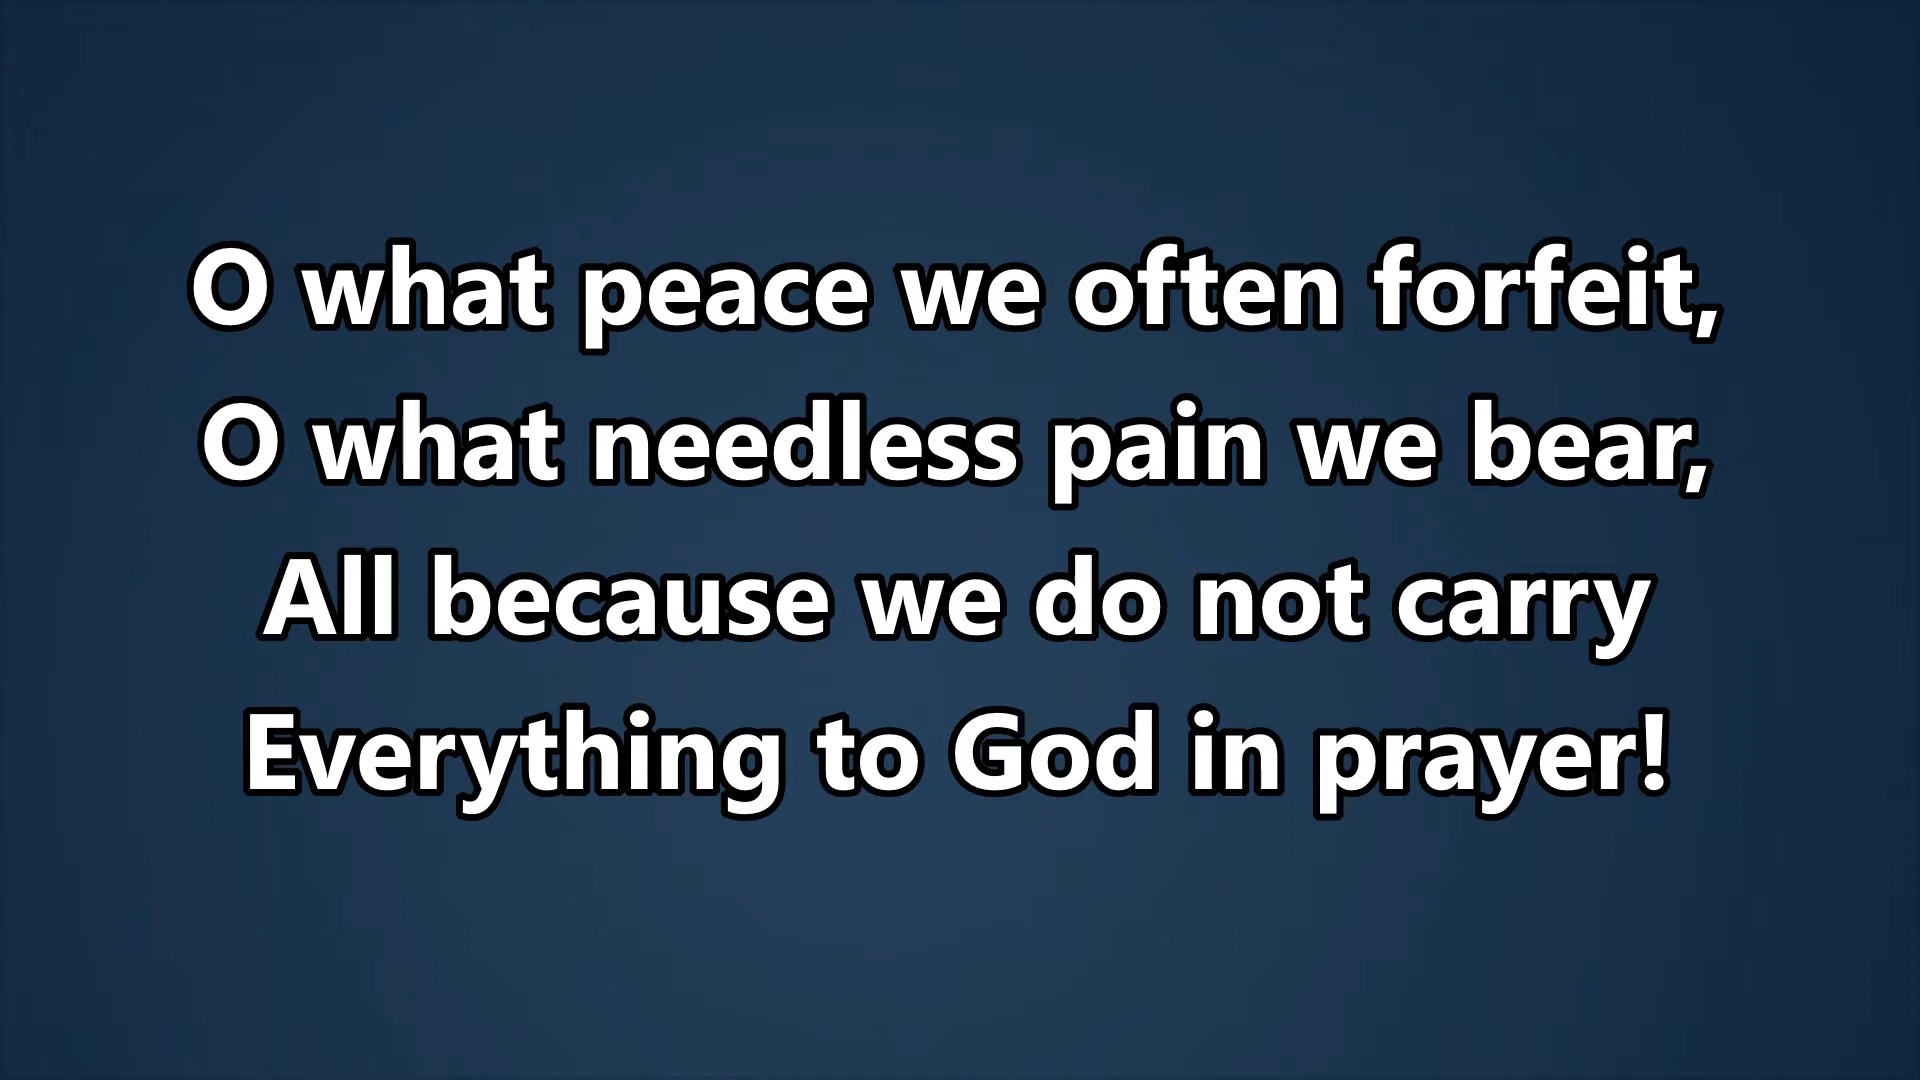 O what peace we often forfeit,
O what needless pain we bear,
All because we do not carry
Everything to God in prayer!